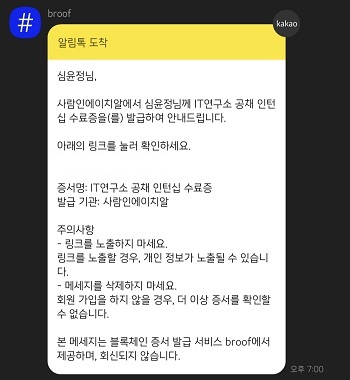 broof
#
kakao
알림톡 도착
심윤정님,
사람인에이치알에서 심윤정님께 IT연구소 공채 인턴
십 수료증을(를) 발급하여 안내드립니다.
아래의 링크를 눌러 확인하세요.
증서명: IT연구소 공채 인턴십 수료증
발급 기관: 사람인에이치알
주의사항
- 링크를 노출하지 마세요.
링크를 노출할 경우, 개인 정보가 노출될 수 있습니
다.
- 메세지를 삭제하지 마세요.
회원 가입을 하지 않을 경우, 더 이상 증서를 확인할
수 없습니다.
본 메세지는 블록체인 증서 발급 서비스 broof에서
제공하며, 회신되지 않습니다.
오후 7:00